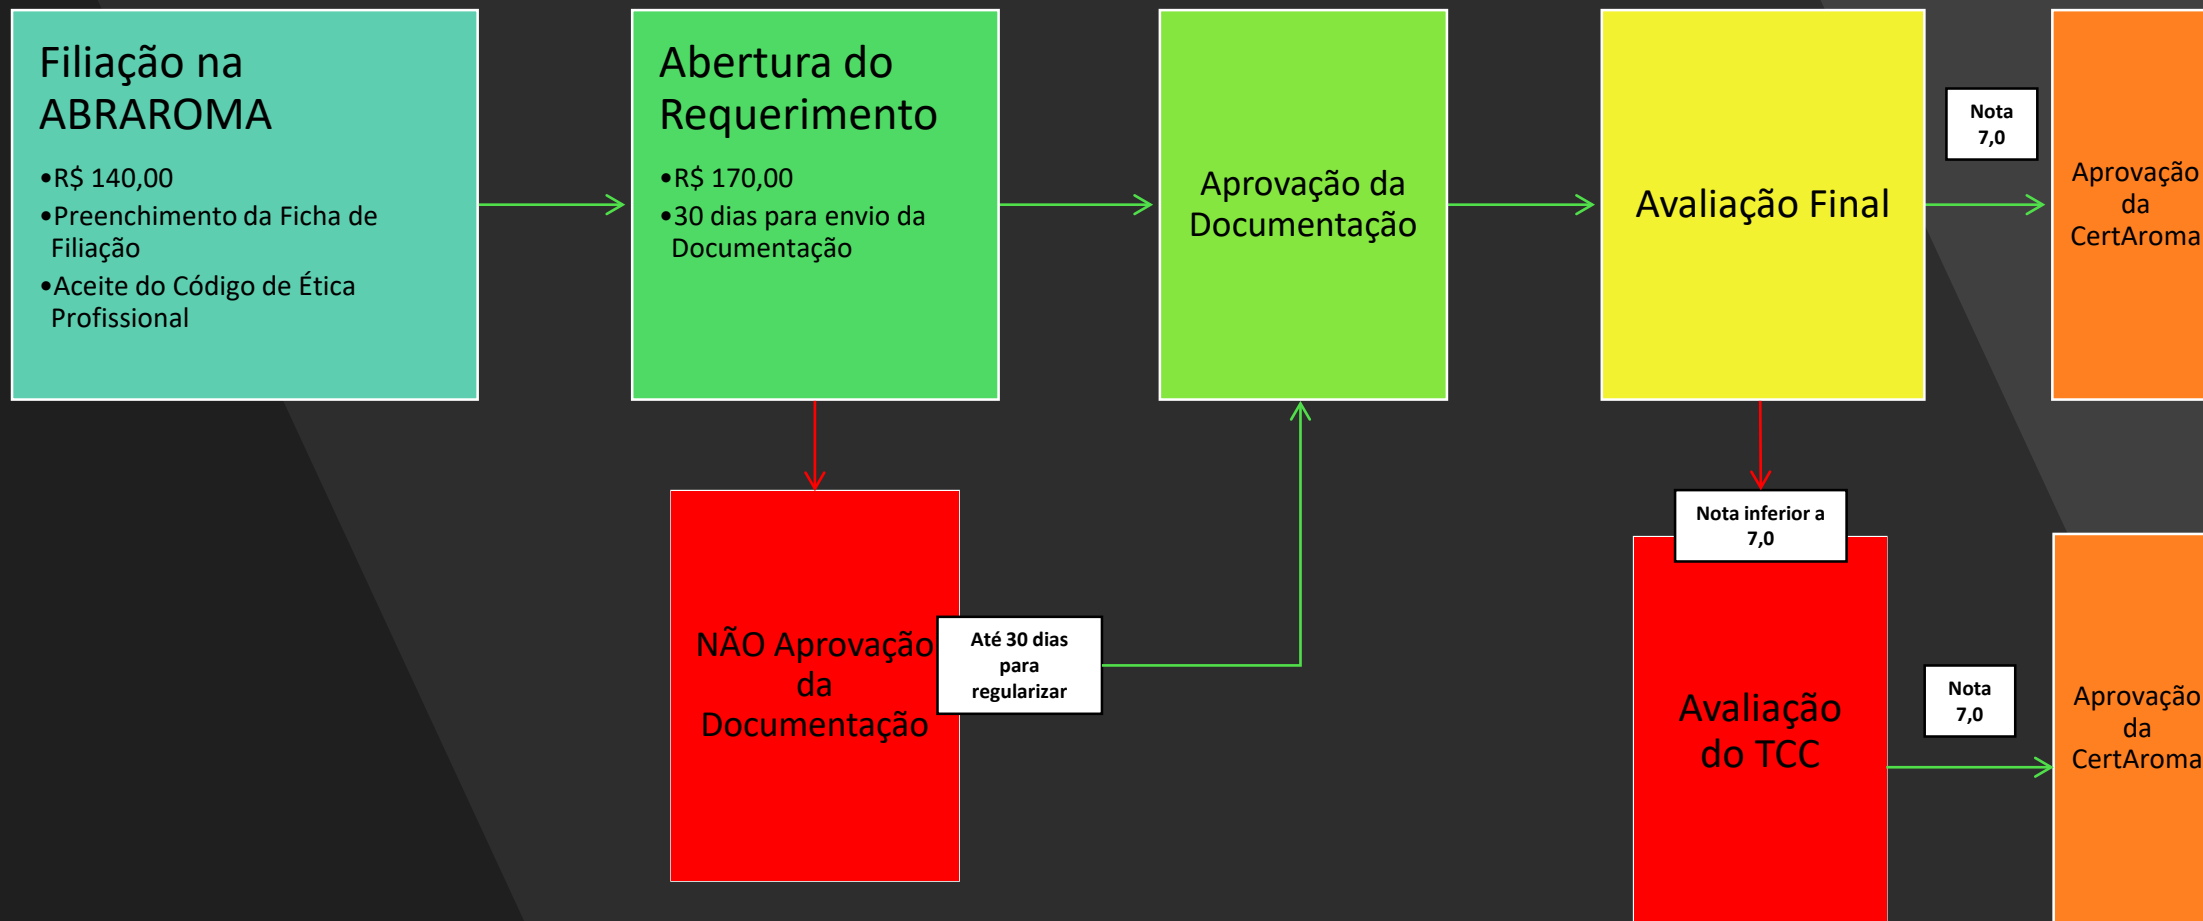 Filiação na
ABRAROMA
•R$ 140,00
•Preenchimento da Ficha de
Filiação
•Aceite do Código de Ética
Profissional
Abertura do
Requerimento
•R$ 170,00
•30 dias para envio da
Documentação
Aprovação da
Documentação
Avaliação Final
Nota
7,0
Aprovação
da
CertAroma
NÃO Aprovação
da
Documentação
Até 30 dias
para
regularizar
Nota inferior a
7,0
Avaliação
do TCC
Nota
7,0
Aprovação
da
CertAroma